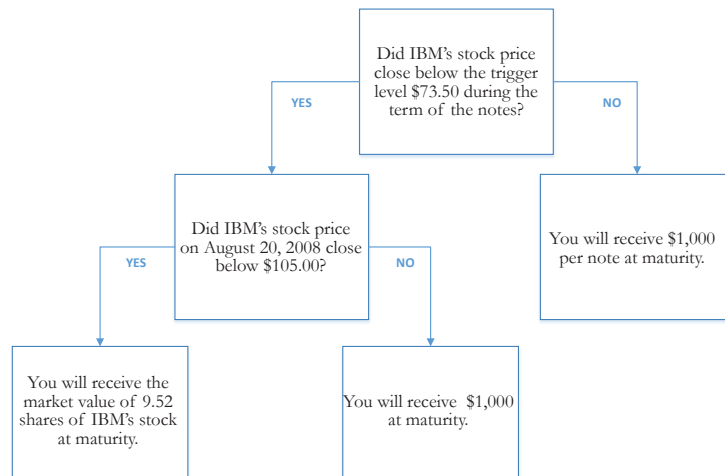 Did IBM's stock price
close below the trigger
level $73.50 during the
term of the notes?
YES
NO
Did IBM's stock price
on August 20, 2008 close
below $105.00?
You will receive $1,000
per note at maturity.
YES
NO
You will receive the
market value of 9.52
shares of IBM's stock
at maturity.
You will receive $1,000
at maturity.